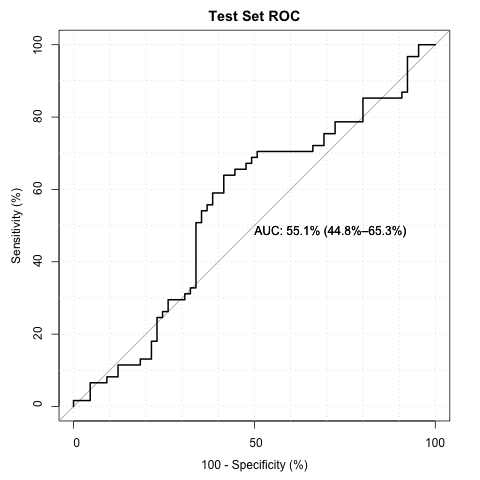 Test Set ROC
Sensitivity (%)
100
80
60
40
20
0
AUC: 55.1% (44.8%–65.3%)
0 50 100
100 - Specificity (%)